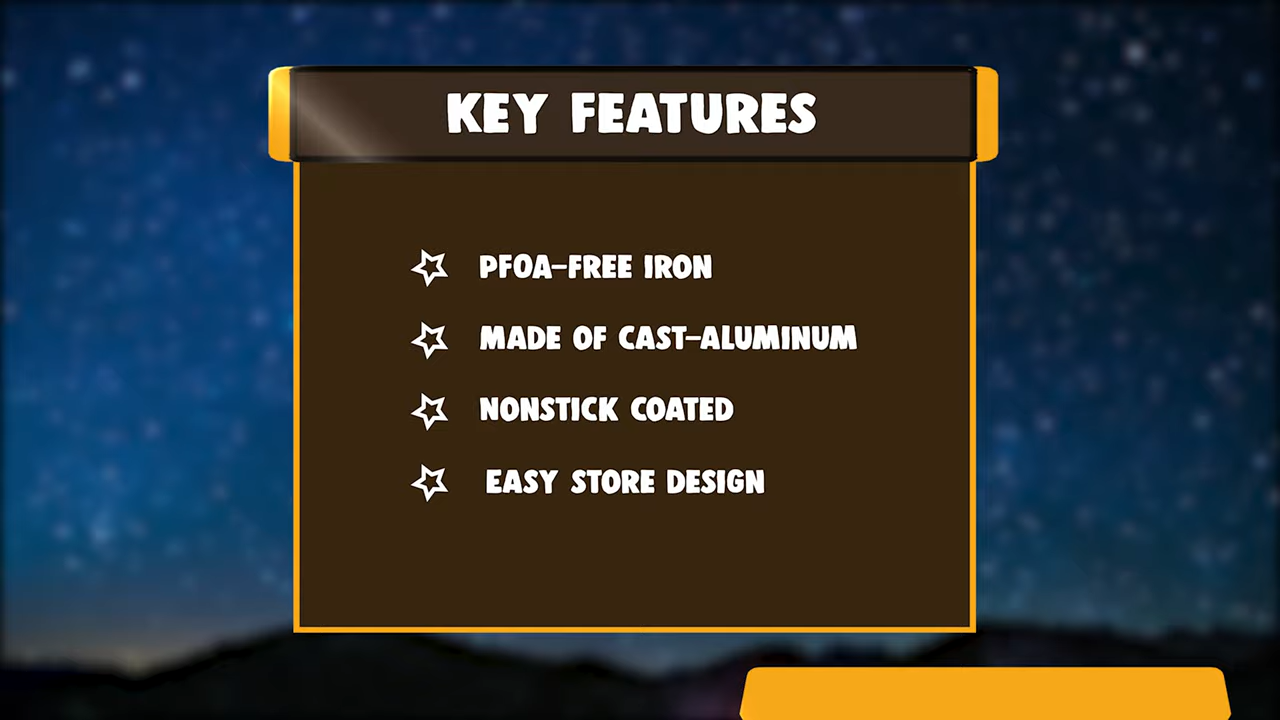 KEY FEATURES
PFOA-FREE IRON
MADE OF CAST-ALUMINUM
NONSTICK COATED
EASY STORE DESIGN